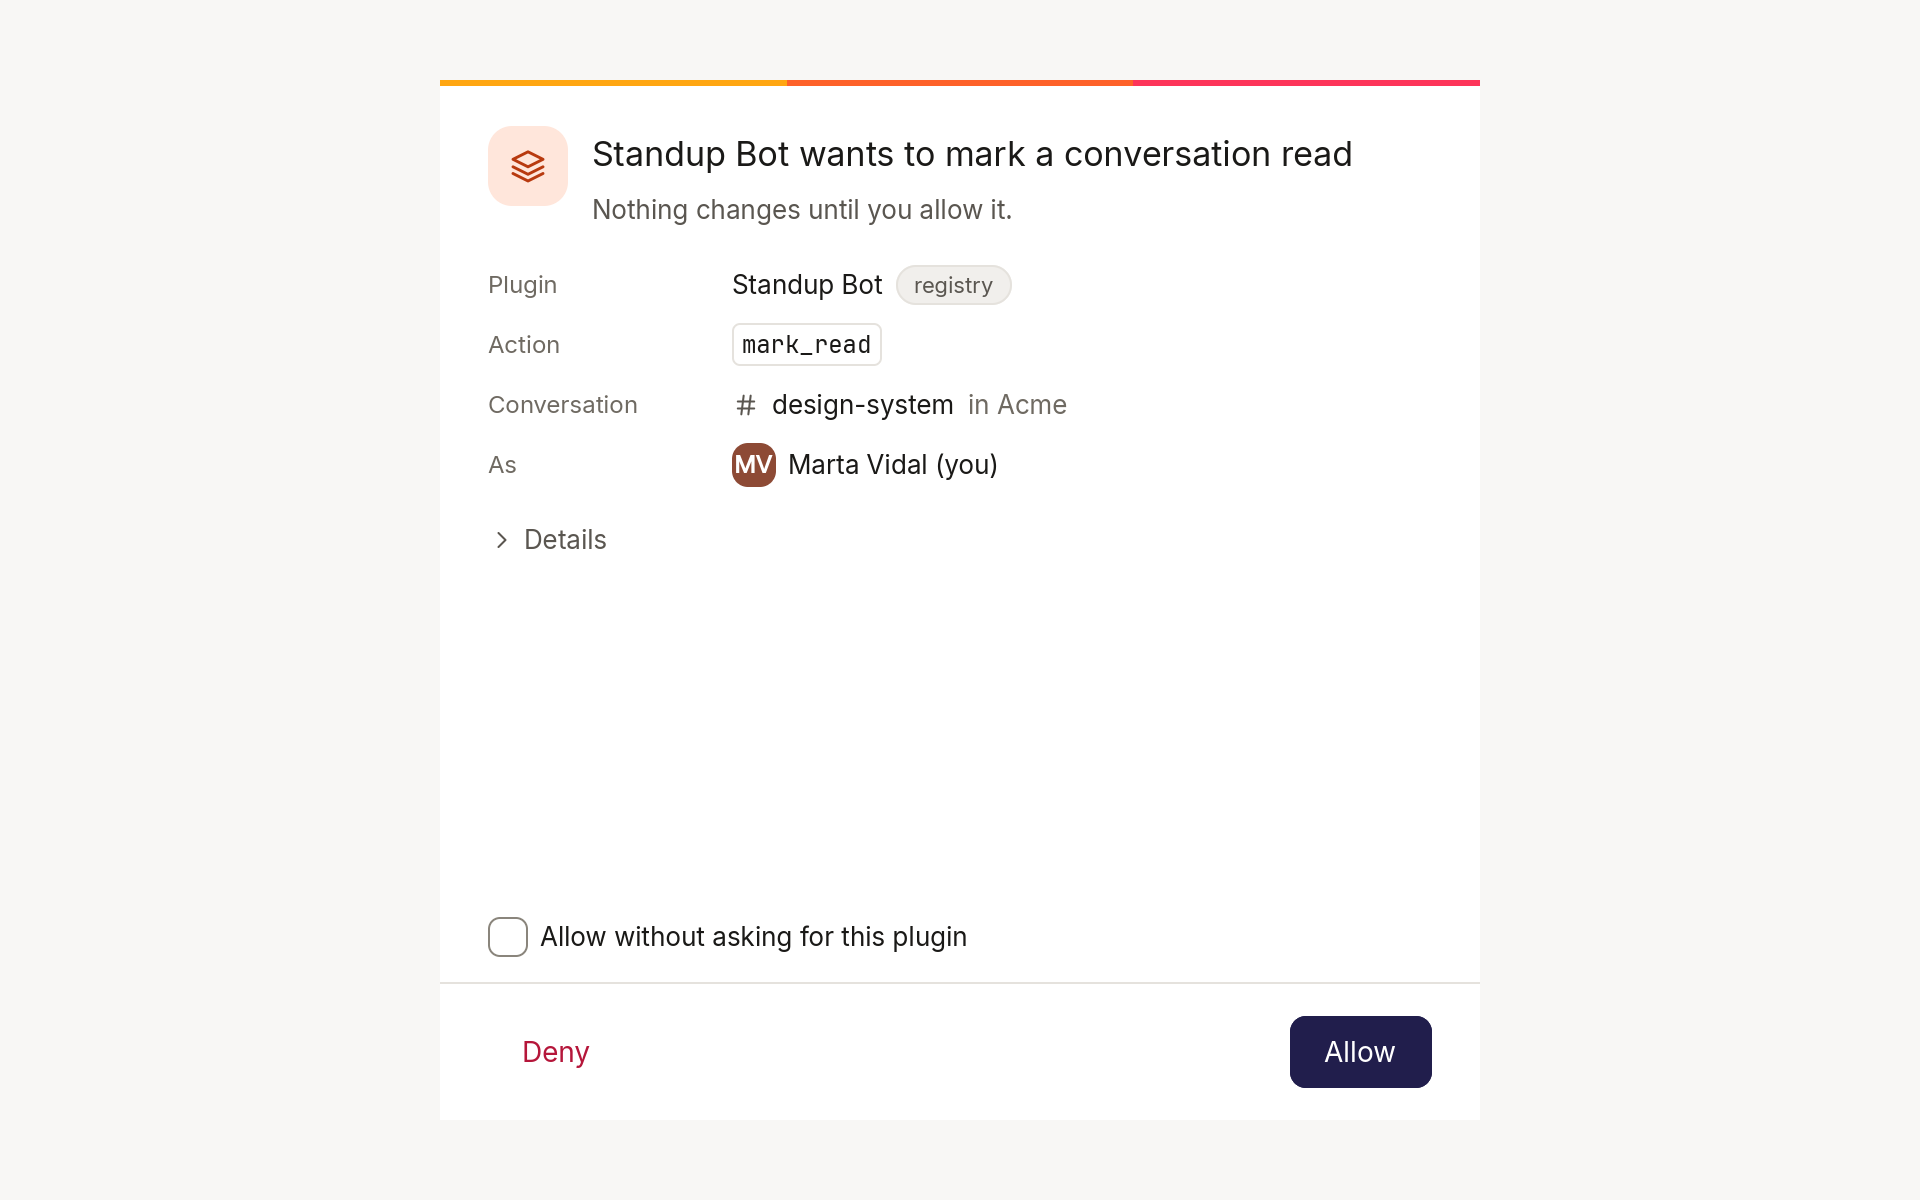 Standup Bot wants to mark a conversation read
Nothing changes until you allow it.
Plugin Standup Bot registry
Action mark_read
Conversation # design-system in Acme
As MV Marta Vidal (you)
Details
Allow without asking for this plugin
Deny Allow